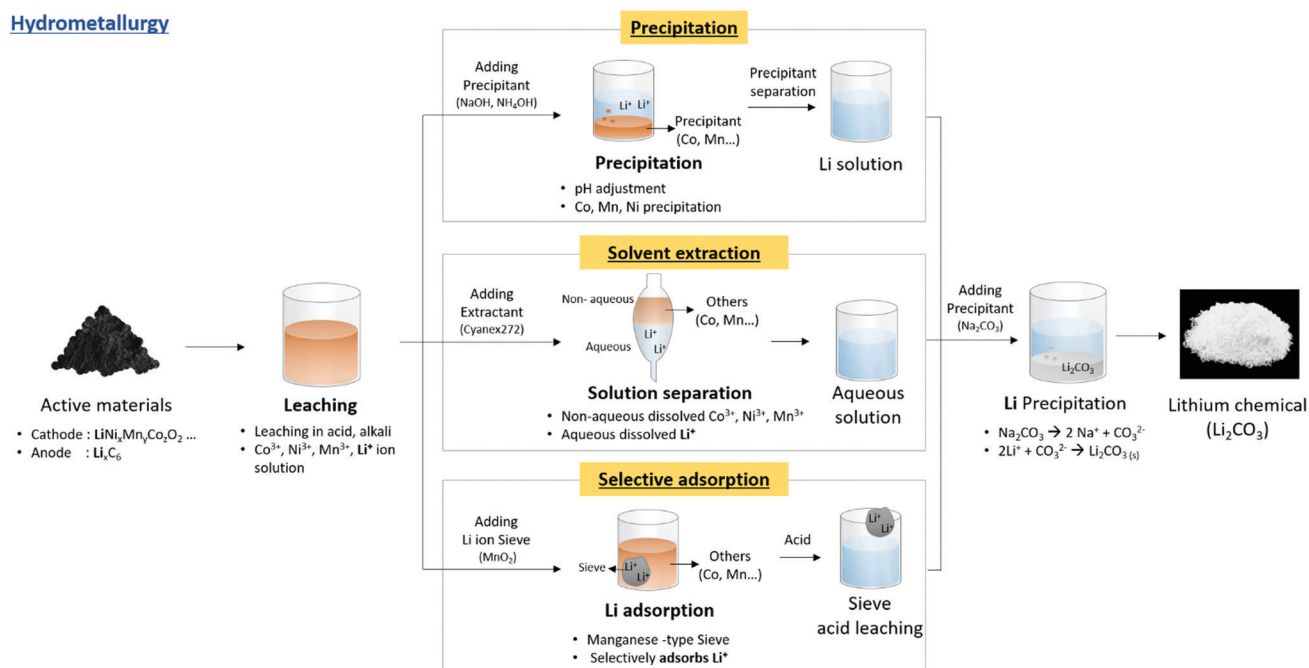 Hydrometallurgy
Precipitation
Adding
Precipitant
(NaOH, NH₄OH)
Li⁺ Li⁺
Precipitant
(Co, Mn...)
Precipitant
separation
Precipitation
Li solution
• pH adjustment
• Co, Mn, Ni precipitation
Solvent extraction
Adding
Extractant
(Cyanex272)
Non- aqueous
Others
(Co, Mn...)
Li⁺
Li⁺
Aqueous
Solution separation
Aqueous
solution
• Non-aqueous dissolved Co³⁺, Ni³⁺, Mn³⁺
• Aqueous dissolved Li⁺
Active materials
• Cathode : LiNiₓMnᵧCo₂O₂ ...
• Anode : LiₓC₆
Leaching
• Leaching in acid, alkali
• Co³⁺, Ni³⁺, Mn³⁺, Li⁺ ion
solution
Selective adsorption
Adding
Li ion Sieve
(MnO₂)
Sieve
Li⁺
Li⁺
Others
(Co, Mn...)
Acid
Li⁺
Li⁺
Li adsorption
Sieve
acid leaching
• Manganese -type Sieve
• Selectively adsorbs Li⁺
Adding
Precipitant
(Na₂CO₃)
Li₂CO₃
Li Precipitation
• Na₂CO₃ → 2 Na⁺ + CO₃²⁻
• 2Li⁺ + CO₃²⁻ → Li₂CO₃ (s)
Lithium chemical
(Li₂CO₃)